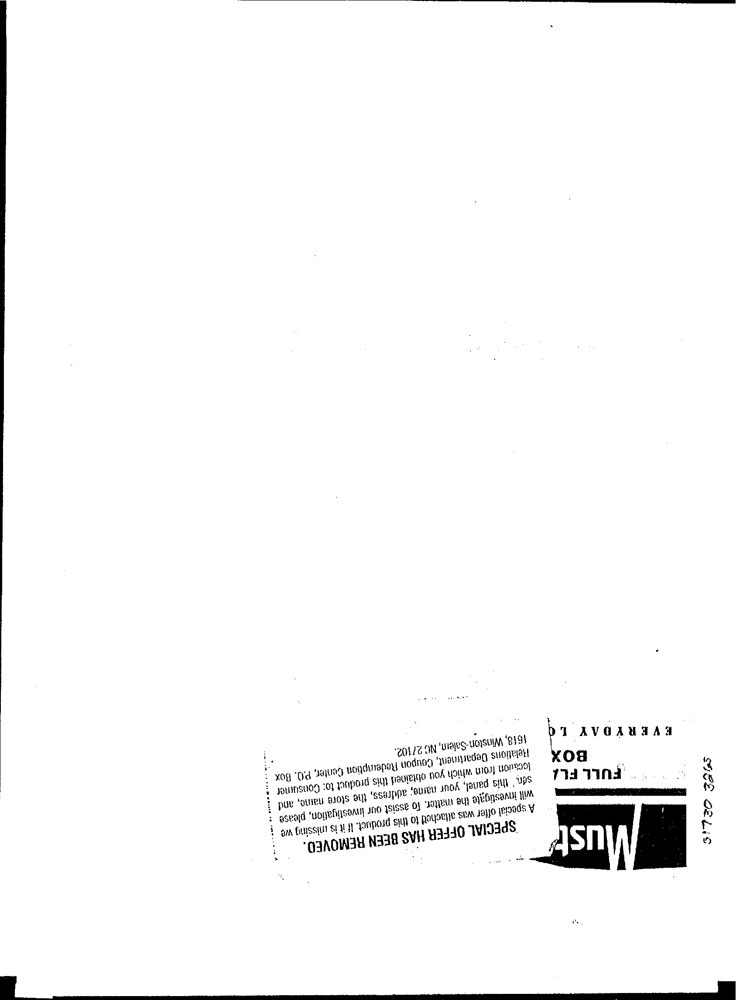 Must
FULL FLA
BOX
EVERYDAY LO
SPECIAL OFFER HAS BEEN REMOVED.
A special offer was attached to this product. If it is missing we
will investigate the matter. To assist our investigation, please
this panel, your name, address, the store name, and
location from which you obtained this product to: Consumer
Relations Department, Coupon Redemption Center, P.O. Box
1618, Winston-Salem, NC 27102.
51730 3265